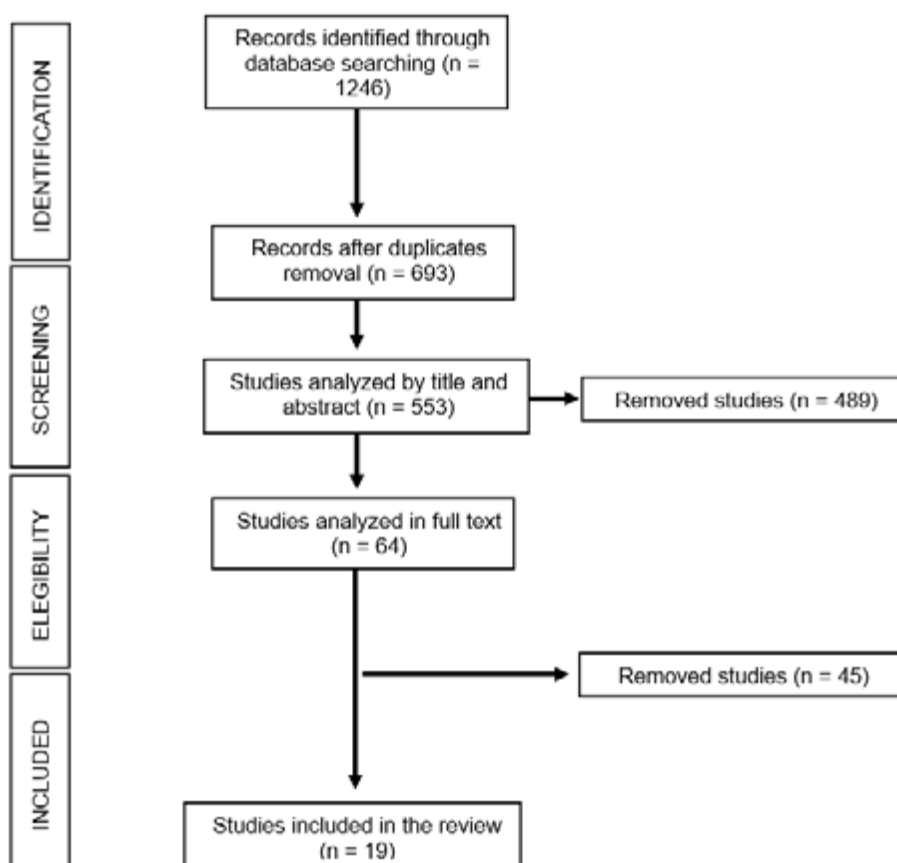 IDENTIFICATION
Records identified through
database searching (n =
1246)
Records after duplicates
removal (n = 693)
SCREENING
Studies analyzed by title and
abstract (n = 553)
Removed studies (n = 489)
ELEGIBILITY
Studies analyzed in full text
(n = 64)
Removed studies (n = 45)
INCLUDED
Studies included in the review
(n = 19)